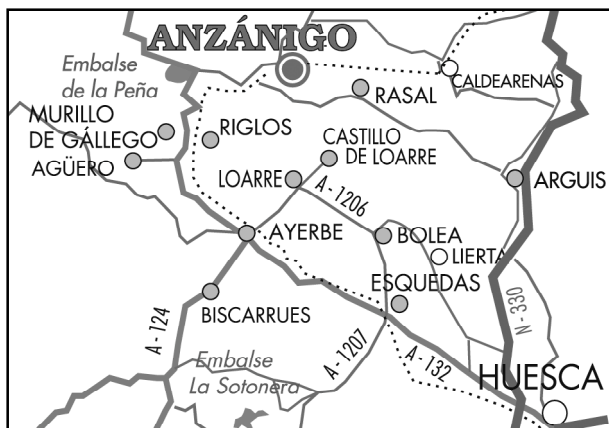 ANZÁNIGO
Embalse
de la Peña
CALDEARENAS
RASAL
MURILLO
DE GÁLLEGO
RIGLOS
CASTILLO
DE LOARRE
AGÜERO
LOARRE
A-1206
ARGUIS
AYERBE
BOLEA
LIERTA
ESQUEDAS
BISCARRUES
A-124
N-330
A-1207
A-132
Embalse
La Sotonera
HUESCA